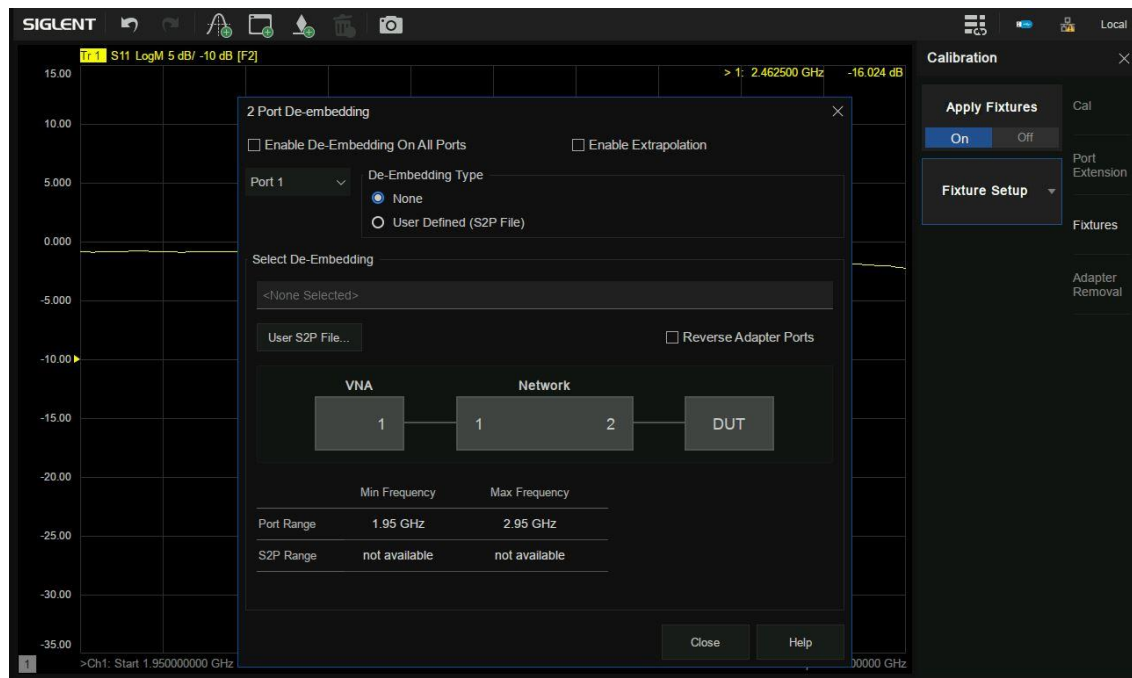 SIGLENT Local
Tr 1 S11 LogM 5 dB/ -10 dB [F2]
> 1: 2.462500 GHz -16.024 dB
15.00
10.00
5.000
0.000
-5.000
-10.00
-15.00
-20.00
-25.00
-30.00
-35.00
2 Port De-embedding
Enable De-Embedding On All Ports Enable Extrapolation
Port 1
De-Embedding Type
None
User Defined (S2P File)
Select De-Embedding
<None Selected>
User S2P File... Reverse Adapter Ports
VNA Network
1 1 2 DUT
Min Frequency Max Frequency
Port Range 1.95 GHz 2.95 GHz
S2P Range not available not available
Close Help
1 >Ch1: Start 1.950000000 GHz 00000 GHz
Calibration
Apply Fixtures
On Off
Fixture Setup
Cal
Port
Extension
Fixtures
Adapter
Removal